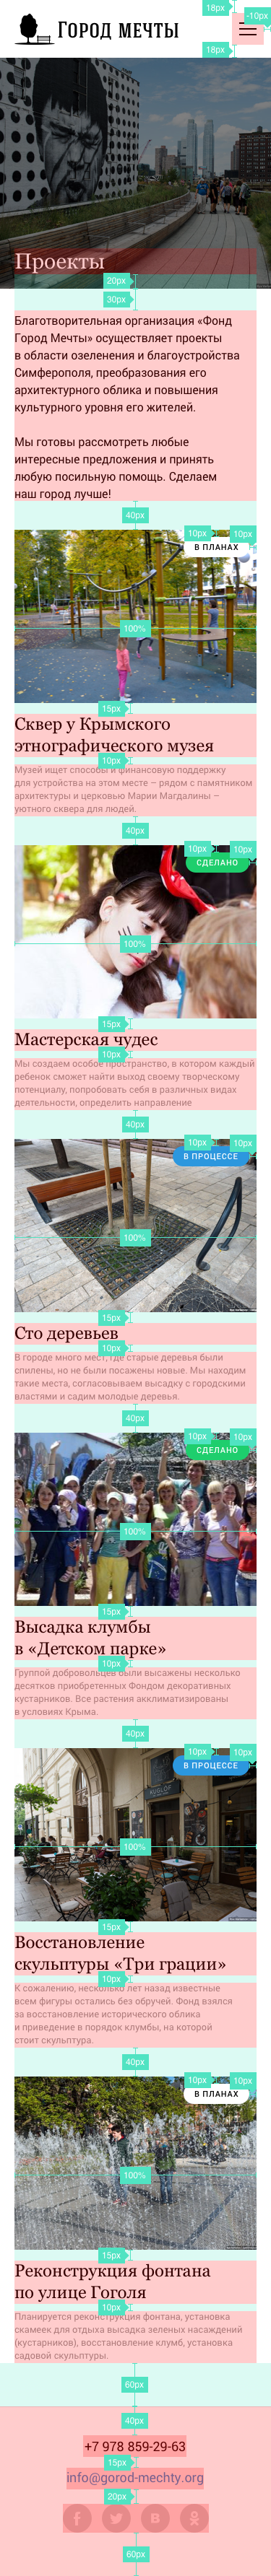 18px
-10px
Город мечты
18px
Проекты
20px
30px
Благотворительная организация «Фонд
Город Мечты» осуществляет проекты
в области озеленения и благоустройства
Симферополя, преобразования его
архитектурного облика и повышения
культурного уровня его жителей.
Мы готовы рассмотреть любые
интересные предложения и принять
любую посильную помощь. Сделаем
наш город лучше!
40px
10px
10px
В ПЛАНАХ
100%
15px
Сквер у Крымского
этнографического музея
10px
Музей ищет способы и финансовую поддержку
для устройства на этом месте – рядом с памятником
архитектуры и церковью Марии Магдалины –
уютного сквера для людей.
40px
10px
10px
СДЕЛАНО
100%
15px
Мастерская чудес
10px
Мы создаем особое пространство, в котором каждый
ребенок сможет найти выход своему творческому
потенциалу, попробовать себя в различных видах
деятельности, определить направление
40px
10px
10px
В ПРОЦЕССЕ
100%
15px
Сто деревьев
10px
В городе много мест, где старые деревья были
спилены, но не были посажены новые. Мы находим
такие места, согласовываем высадку с городскими
властями и садим молодые деревья.
40px
10px
10px
СДЕЛАНО
100%
15px
Высадка клумбы
в «Детском парке»
10px
Группой добровольцев были высажены несколько
десятков приобретенных Фондом декоративных
кустарников. Все растения акклиматизированы
в условиях Крыма.
40px
10px
10px
В ПРОЦЕССЕ
100%
15px
Восстановление
скульптуры «Три грации»
10px
К сожалению, несколько лет назад известные
всем фигуры остались без обручей. Фонд взялся
за восстановление исторического облика
и приведение в порядок клумбы, на которой
стоит скульптура.
40px
10px
10px
В ПЛАНАХ
100%
15px
Реконструкция фонтана
по улице Гоголя
10px
Планируется реконструкция фонтана, установка
скамеек для отдыха высадка зеленых насаждений
(кустарников), восстановление клумб, установка
садовой скульптуры.
60px
40px
+7 978 859-29-63
15px
info@gorod-mechty.org
20px
60px